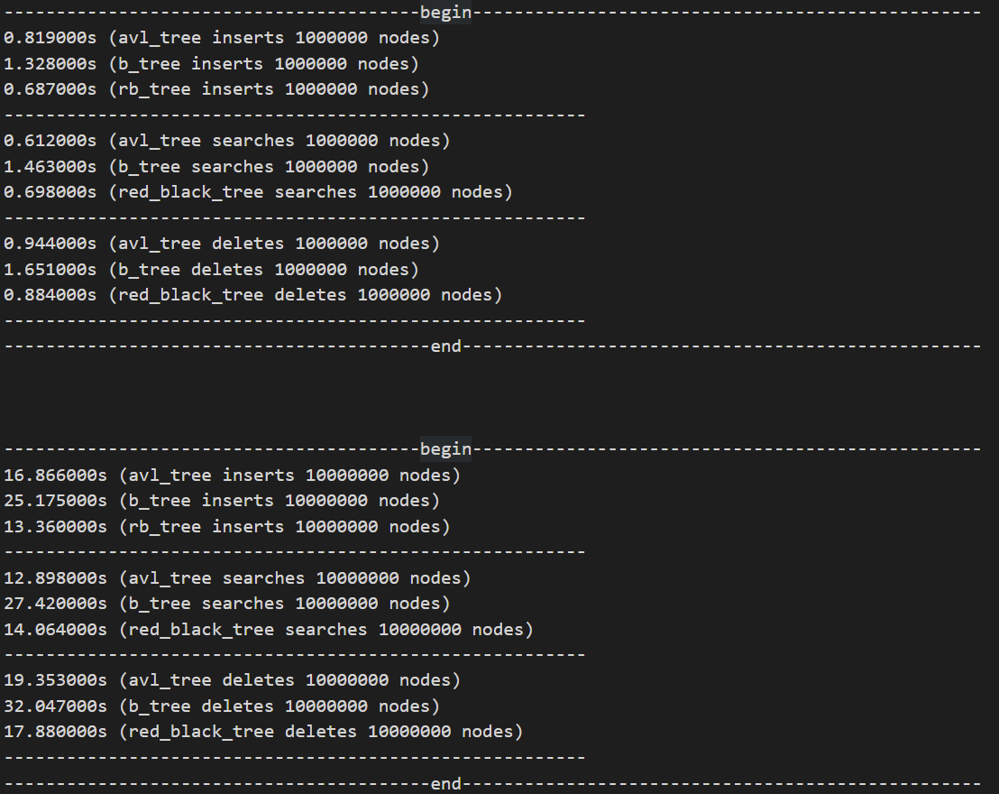 ----------------------------------------begin-------------------------------------------------
0.819000s (avl_tree inserts 1000000 nodes)
1.328000s (b_tree inserts 1000000 nodes)
0.687000s (rb_tree inserts 1000000 nodes)
--------------------------------------------------------
0.612000s (avl_tree searches 1000000 nodes)
1.463000s (b_tree searches 1000000 nodes)
0.698000s (red_black_tree searches 1000000 nodes)
--------------------------------------------------------
0.944000s (avl_tree deletes 1000000 nodes)
1.651000s (b_tree deletes 1000000 nodes)
0.884000s (red_black_tree deletes 1000000 nodes)
--------------------------------------------------------
-----------------------------------------end--------------------------------------------------
----------------------------------------begin-------------------------------------------------
16.866000s (avl_tree inserts 10000000 nodes)
25.175000s (b_tree inserts 10000000 nodes)
13.360000s (rb_tree inserts 10000000 nodes)
--------------------------------------------------------
12.898000s (avl_tree searches 10000000 nodes)
27.420000s (b_tree searches 10000000 nodes)
14.064000s (red_black_tree searches 10000000 nodes)
--------------------------------------------------------
19.353000s (avl_tree deletes 10000000 nodes)
32.047000s (b_tree deletes 10000000 nodes)
17.880000s (red_black_tree deletes 10000000 nodes)
--------------------------------------------------------
-----------------------------------------end--------------------------------------------------